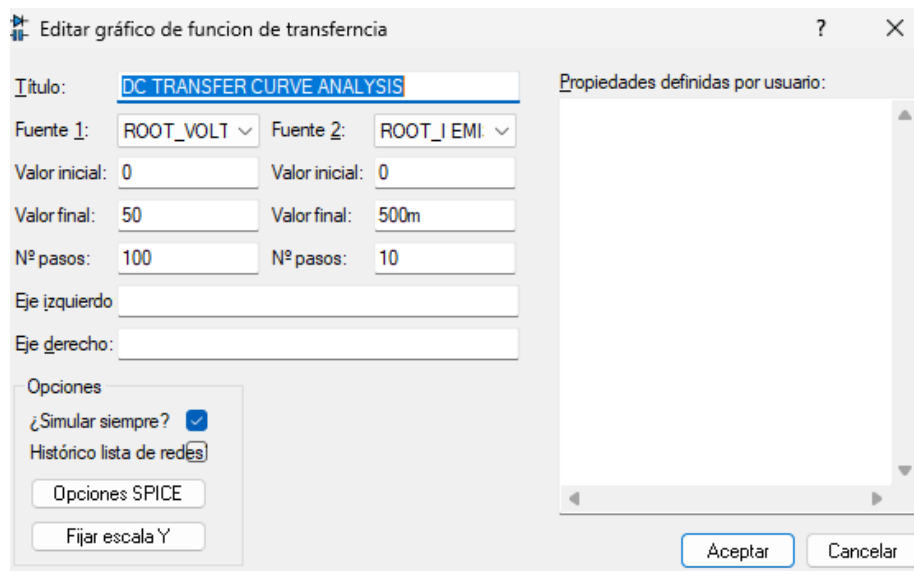 Editar gráfico de funcion de transferncia ?
Título: DC TRANSFER CURVE ANALYSIS
Fuente 1: ROOT_VOLT Fuente 2: ROOT_I EMI
Valor inicial: 0 Valor inicial: 0
Valor final: 50 Valor final: 500m
Nº pasos: 100 Nº pasos: 10
Eje izquierdo
Eje derecho:
Opciones
¿Simular siempre?
Histórico lista de redes
Opciones SPICE
Fijar escala Y
Propiedades definidas por usuario:
Aceptar Cancelar